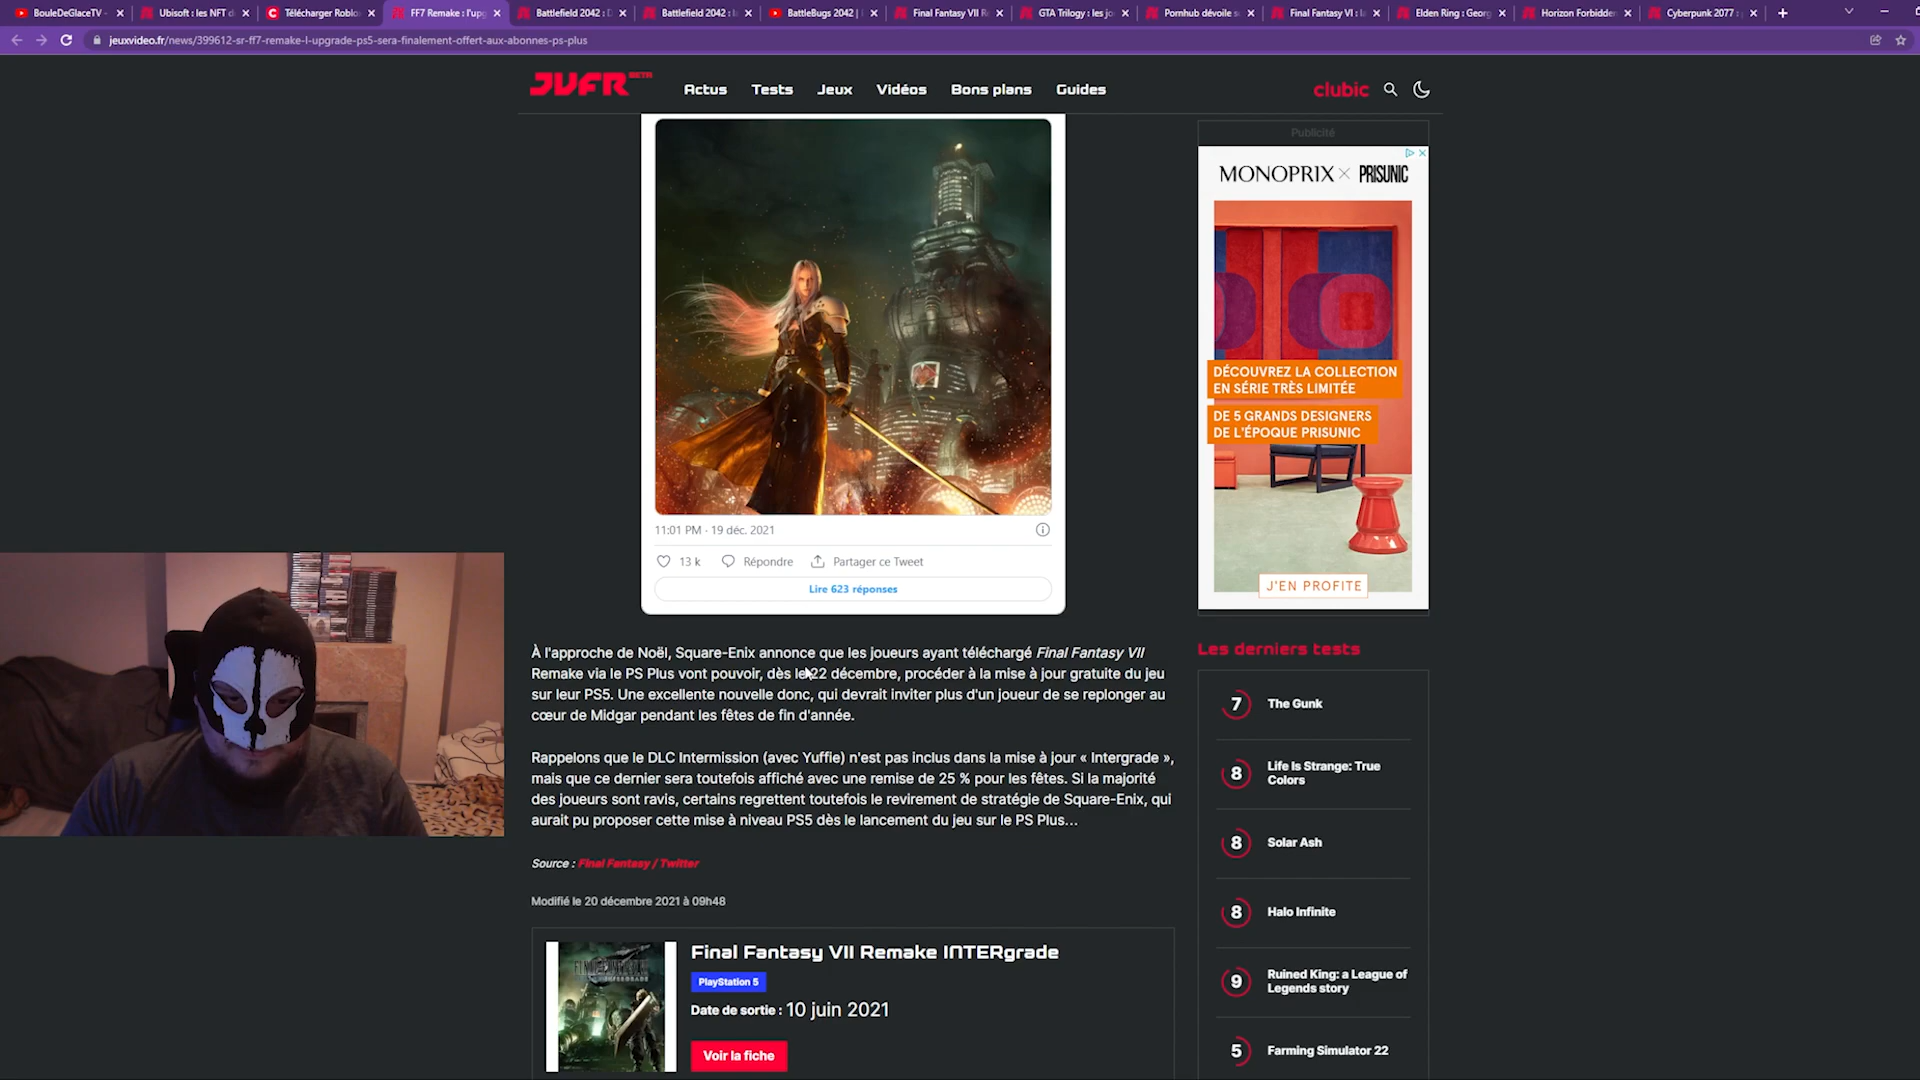 BouleDeGlaceTV -
Ubisoft : les NFT d
Télécharger Roblo
FF7 Remake : l'upg
Battlefield 2042 : D
Battlefield 2042 : l
BattleBugs 2042 |
Final Fantasy VII R
GTA Trilogy : les jo
Pornhub dévoile s
Final Fantasy VI : l
Elden Ring : Georg
Horizon Forbidden
Cyberpunk 2077 :
jeuxvideo.fr/news/399612-sr-ff7-remake-l-upgrade-ps5-sera-finalement-offert-aux-abonnes-ps-plus
JVFR BETA
Actus Tests Jeux Vidéos Bons plans Guides
clubic
Publicité
MONOPRIX × PRISUNIC
DÉCOUVREZ LA COLLECTION
EN SÉRIE TRÈS LIMITÉE
DE 5 GRANDS DESIGNERS
DE L'ÉPOQUE PRISUNIC
J'EN PROFITE
11:01 PM · 19 déc. 2021
13 k Répondre Partager ce Tweet
Lire 623 réponses
À l'approche de Noël, Square-Enix annonce que les joueurs ayant téléchargé Final Fantasy VII
Remake via le PS Plus vont pouvoir, dès le 22 décembre, procéder à la mise à jour gratuite du jeu
sur leur PS5. Une excellente nouvelle donc, qui devrait inviter plus d'un joueur de se replonger au
cœur de Midgar pendant les fêtes de fin d'année.
Rappelons que le DLC Intermission (avec Yuffie) n'est pas inclus dans la mise à jour « Intergrade »,
mais que ce dernier sera toutefois affiché avec une remise de 25 % pour les fêtes. Si la majorité
des joueurs sont ravis, certains regrettent toutefois le revirement de stratégie de Square-Enix, qui
aurait pu proposer cette mise à niveau PS5 dès le lancement du jeu sur le PS Plus...
Source : Final Fantasy / Twitter
Modifié le 20 décembre 2021 à 09h48
Final Fantasy VII Remake INTERgrade
PlayStation 5
Date de sortie : 10 juin 2021
Voir la fiche
Les derniers tests
7 The Gunk
8 Life Is Strange: True
Colors
8 Solar Ash
8 Halo Infinite
9 Ruined King: a League of
Legends story
5 Farming Simulator 22